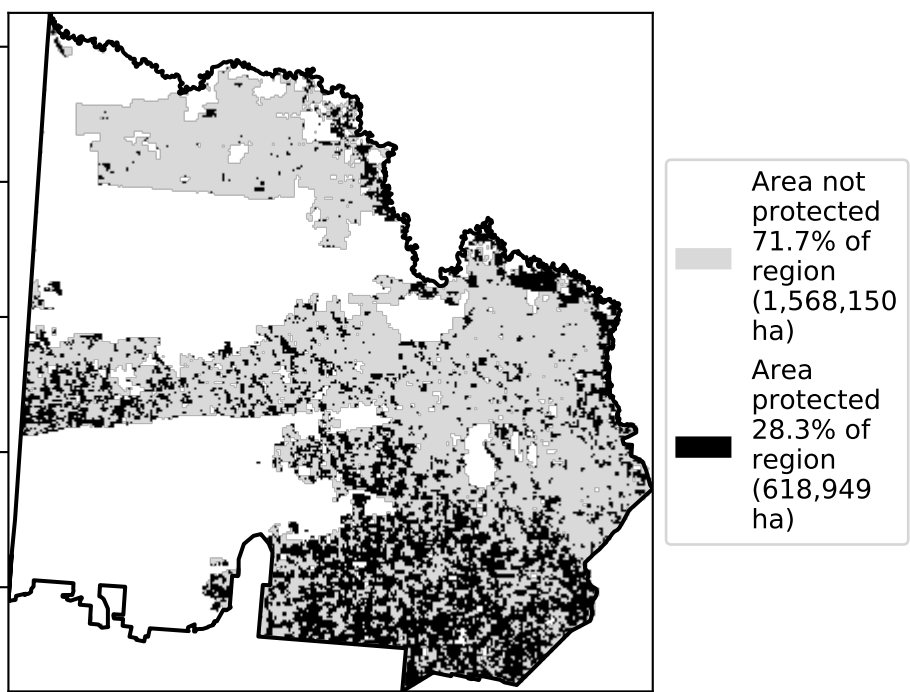 Area not
protected
71.7% of
region
(1,568,150
ha)
Area
protected
28.3% of
region
(618,949
ha)